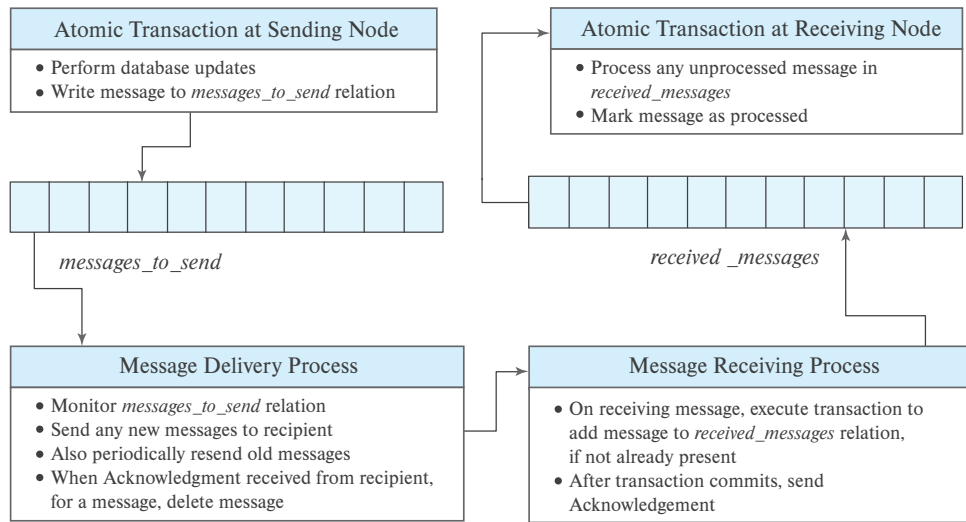 Atomic Transaction at Sending Node
• Perform database updates
• Write message to messages_to_send relation
Atomic Transaction at Receiving Node
• Process any unprocessed message in
received_messages
• Mark message as processed
messages_to_send
received _messages
Message Delivery Process
• Monitor messages_to_send relation
• Send any new messages to recipient
• Also periodically resend old messages
• When Acknowledgment received from recipient,
for a message, delete message
Message Receiving Process
• On receiving message, execute transaction to
add message to received_messages relation,
if not already present
• After transaction commits, send
Acknowledgement